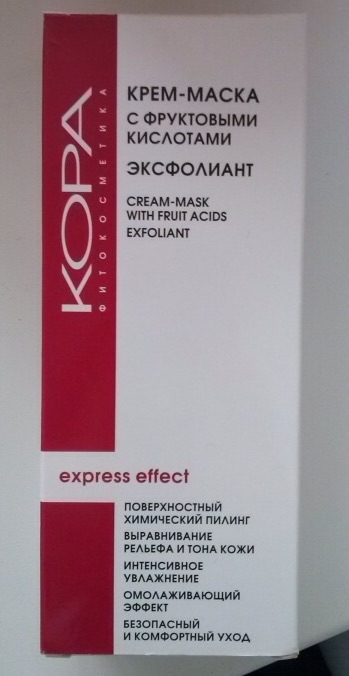 КОРА
ФИТОКОСМЕТИКА
КРЕМ-МАСКА
С ФРУКТОВЫМИ
КИСЛОТАМИ
ЭКСФОЛИАНТ
CREAM-MASK
WITH FRUIT ACIDS
EXFOLIANT
express effect
ПОВЕРХНОСТНЫЙ
ХИМИЧЕСКИЙ ПИЛИНГ
ВЫРАВНИВАНИЕ
РЕЛЬЕФА И ТОНА КОЖИ
ИНТЕНСИВНОЕ
УВЛАЖНЕНИЕ
ОМОЛАЖИВАЮЩИЙ
ЭФФЕКТ
БЕЗОПАСНЫЙ
И КОМФОРТНЫЙ УХОД